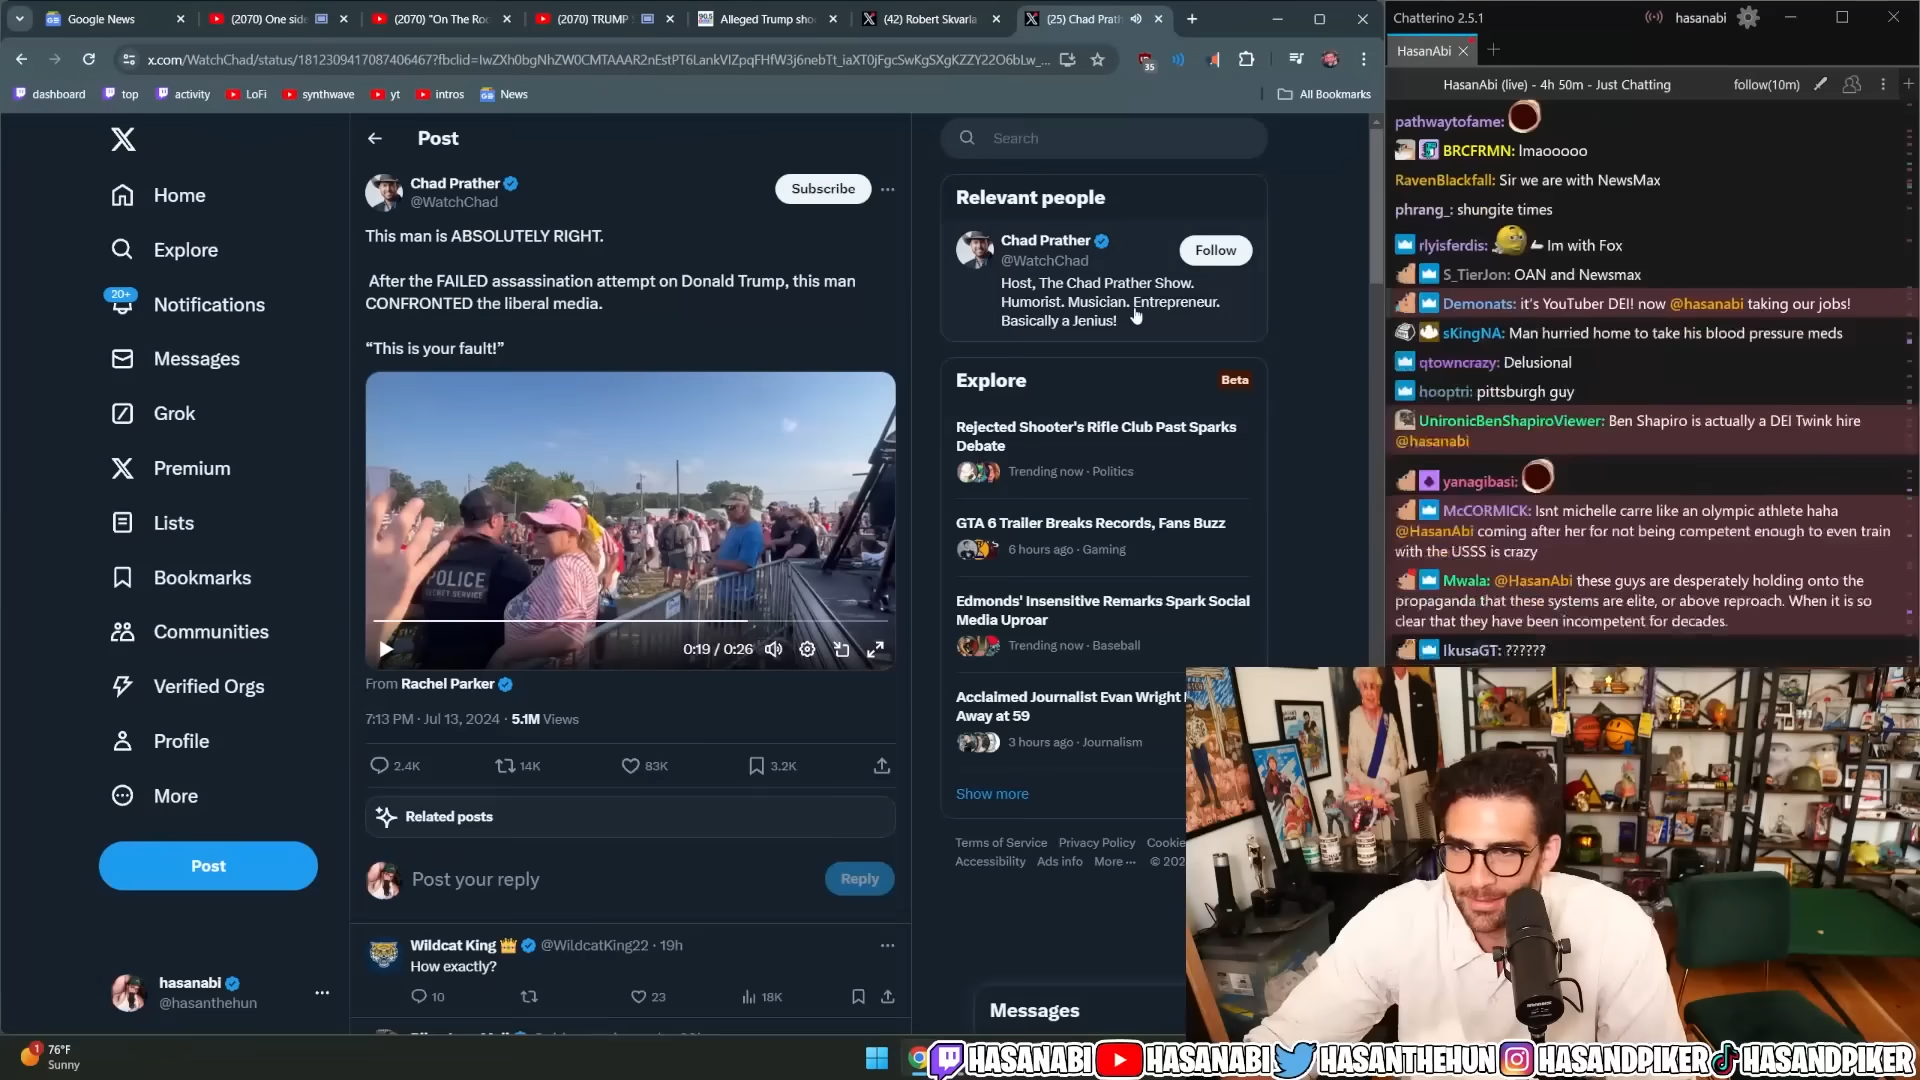 Google News
(2070) One side
(2070) "On The Roo
(2070) TRUMP
Alleged Trump sho
(42) Robert Skvarla
(25) Chad Prath
x.com/WatchChad/status/1812309417087406467?fbclid=IwZXh0bgNhZW0CMTAAAR2nEstPT6LankVIZpqFHfW3j6nebTt_iaXT0jFgcSwKgSXgKZZY22O6bLw_...
35
dashboard
top
activity
LoFi
synthwave
yt
intros
News
All Bookmarks
Home
Explore
20+
Notifications
Messages
Grok
Premium
Lists
Bookmarks
Communities
Verified Orgs
Profile
More
Post
hasanabi
@hasanthehun
Post
Chad Prather
@WatchChad
Subscribe
This man is ABSOLUTELY RIGHT.
After the FAILED assassination attempt on Donald Trump, this man
CONFRONTED the liberal media.
“This is your fault!”
POLICE
SECRET SERVICE
0:19 / 0:26
From Rachel Parker
7:13 PM · Jul 13, 2024 · 5.1M Views
2.4K
14K
83K
3.2K
Related posts
Post your reply
Reply
Wildcat King @WildcatKing22 · 19h
How exactly?
10
23
18K
Search
Relevant people
Chad Prather
@WatchChad
Follow
Host, The Chad Prather Show.
Humorist. Musician. Entrepreneur.
Basically a Jenius!
Explore
Beta
Rejected Shooter's Rifle Club Past Sparks
Debate
Trending now · Politics
GTA 6 Trailer Breaks Records, Fans Buzz
6 hours ago · Gaming
Edmonds' Insensitive Remarks Spark Social
Media Uproar
Trending now · Baseball
Acclaimed Journalist Evan Wright
Away at 59
3 hours ago · Journalism
Show more
Terms of Service Privacy Policy Cookie
Accessibility Ads info More ··· © 202
Messages
Chatterino 2.5.1
hasanabi
HasanAbi
HasanAbi (live) - 4h 50m - Just Chatting
follow(10m)
pathwaytofame:
BRCFRMN: lmaooooo
RavenBlackfall: Sir we are with NewsMax
phrang_: shungite times
rlyisferdis: Im with Fox
S_TierJon: OAN and Newsmax
Demonats: it's YouTuber DEI! now @hasanabi taking our jobs!
sKingNA: Man hurried home to take his blood pressure meds
qtowncrazy: Delusional
hooptri: pittsburgh guy
UnironicBenShapiroViewer: Ben Shapiro is actually a DEI Twink hire
@hasanabi
yanagibasi:
McCORMICK: Isnt michelle carre like an olympic athlete haha
@HasanAbi coming after her for not being competent enough to even train
with the USSS is crazy
Mwala: @HasanAbi these guys are desperately holding onto the
propaganda that these systems are elite, or above reproach. When it is so
clear that they have been incompetent for decades.
IkusaGT: ??????
1
76°F
Sunny
HASANABI
HASANABI
HASANTHEHUN
HASANDPIKER
HASANDPIKER